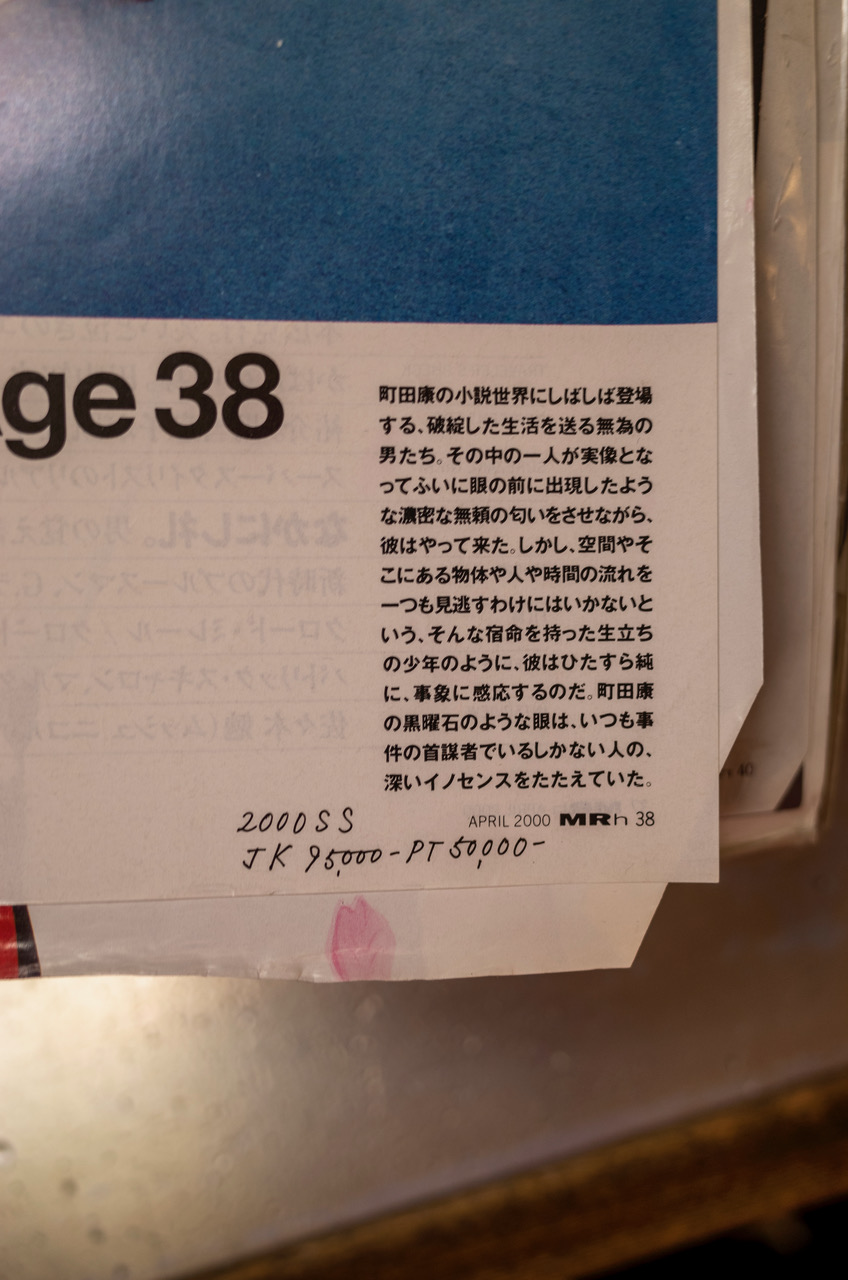 ge 38
町田康の小説世界にしばしば登場
する、破綻した生活を送る無為の
男たち。その中の一人が実像とな
ってふいに眼の前に出現したよう
な濃密な無頼の匂いをさせながら、
彼はやって来た。しかし、空間やそ
こにある物体や人や時間の流れを
一つも見逃すわけにはいかないと
いう、そんな宿命を持った生立ち
の少年のように、彼はひたすら純
に、事象に感応するのだ。町田康
の黒曜石のような眼は、いつも事
件の首謀者でいるしかない人の、
深いイノセンスをたたえていた。
APRIL 2000 MRh 38
2000SS
JK 95,000- PT 50,000-
40